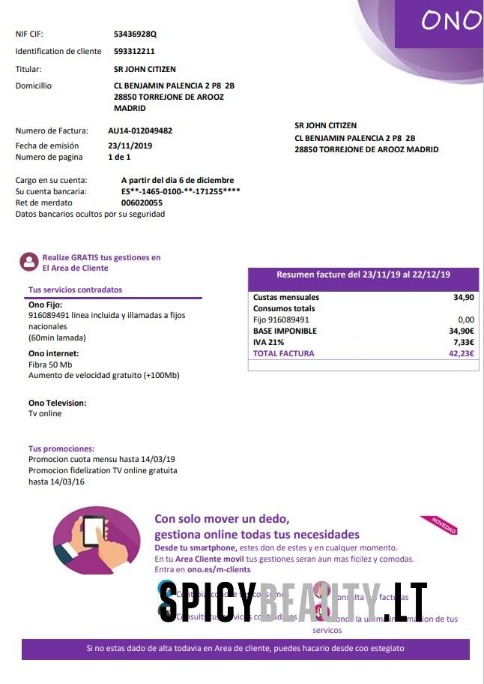 ONO
NIF CIF: 53436928Q
Identification de cliente 593312211
Titular: SR JOHN CITIZEN
Domicillio CL BENJAMIN PALENCIA 2 P8 2B
28850 TORREJONE DE AROOZ
MADRID
Numero de Factura: AU14-012049482
Fecha de emisión 23/11/2019
Numero de pagina 1 de 1
SR JOHN CITIZEN
CL BENJAMIN PALENCIA 2 P8 2B
28850 TORREJONE DE AROOZ MADRID
Cargo en su cuenta: A partir del dia 6 de diciembre
Su cuenta bancaria: ES**-1465-0100-**-171255****
Ret de merdato 006020055
Datos bancarios ocultos por su seguridad
Realize GRATIS tus gestiones en
El Area de Cliente
Tus servicios contratados
Ono Fijo:
916089491 linea incluida y illamadas a fijos
nacionales
(60min lamada)
Ono internet:
Fibra 50 Mb
Aumento de velocidad gratuito (+100Mb)
Ono Television:
Tv online
Tus promociones:
Promocion cuota mensu hasta 14/03/19
Promocion fidelization TV online gratuita
hasta 14/03/16
Resumen facture del 23/11/19 al 22/12/19
Custas mensuales 34,90
Consumos totals
Fijo 916089491 0,00
BASE IMPONIBLE 34,90€
IVA 21% 7,33€
TOTAL FACTURA 42,23€
Con solo mover un dedo,
gestiona online todas tus necesidades
NOVEDAD
Desde tu smartphone, estes don de estes y en cualquier momento.
En tu Area Cliente movil tus gestiones seran aun mas ficilez y comodas.
Entra en ono.es/m-clients
SPICYBEAUTY.LT
facturas
de tus
servicios
Si no estas dado de alta todavia en Area de cliente, puedes hacario desde coo estegiato